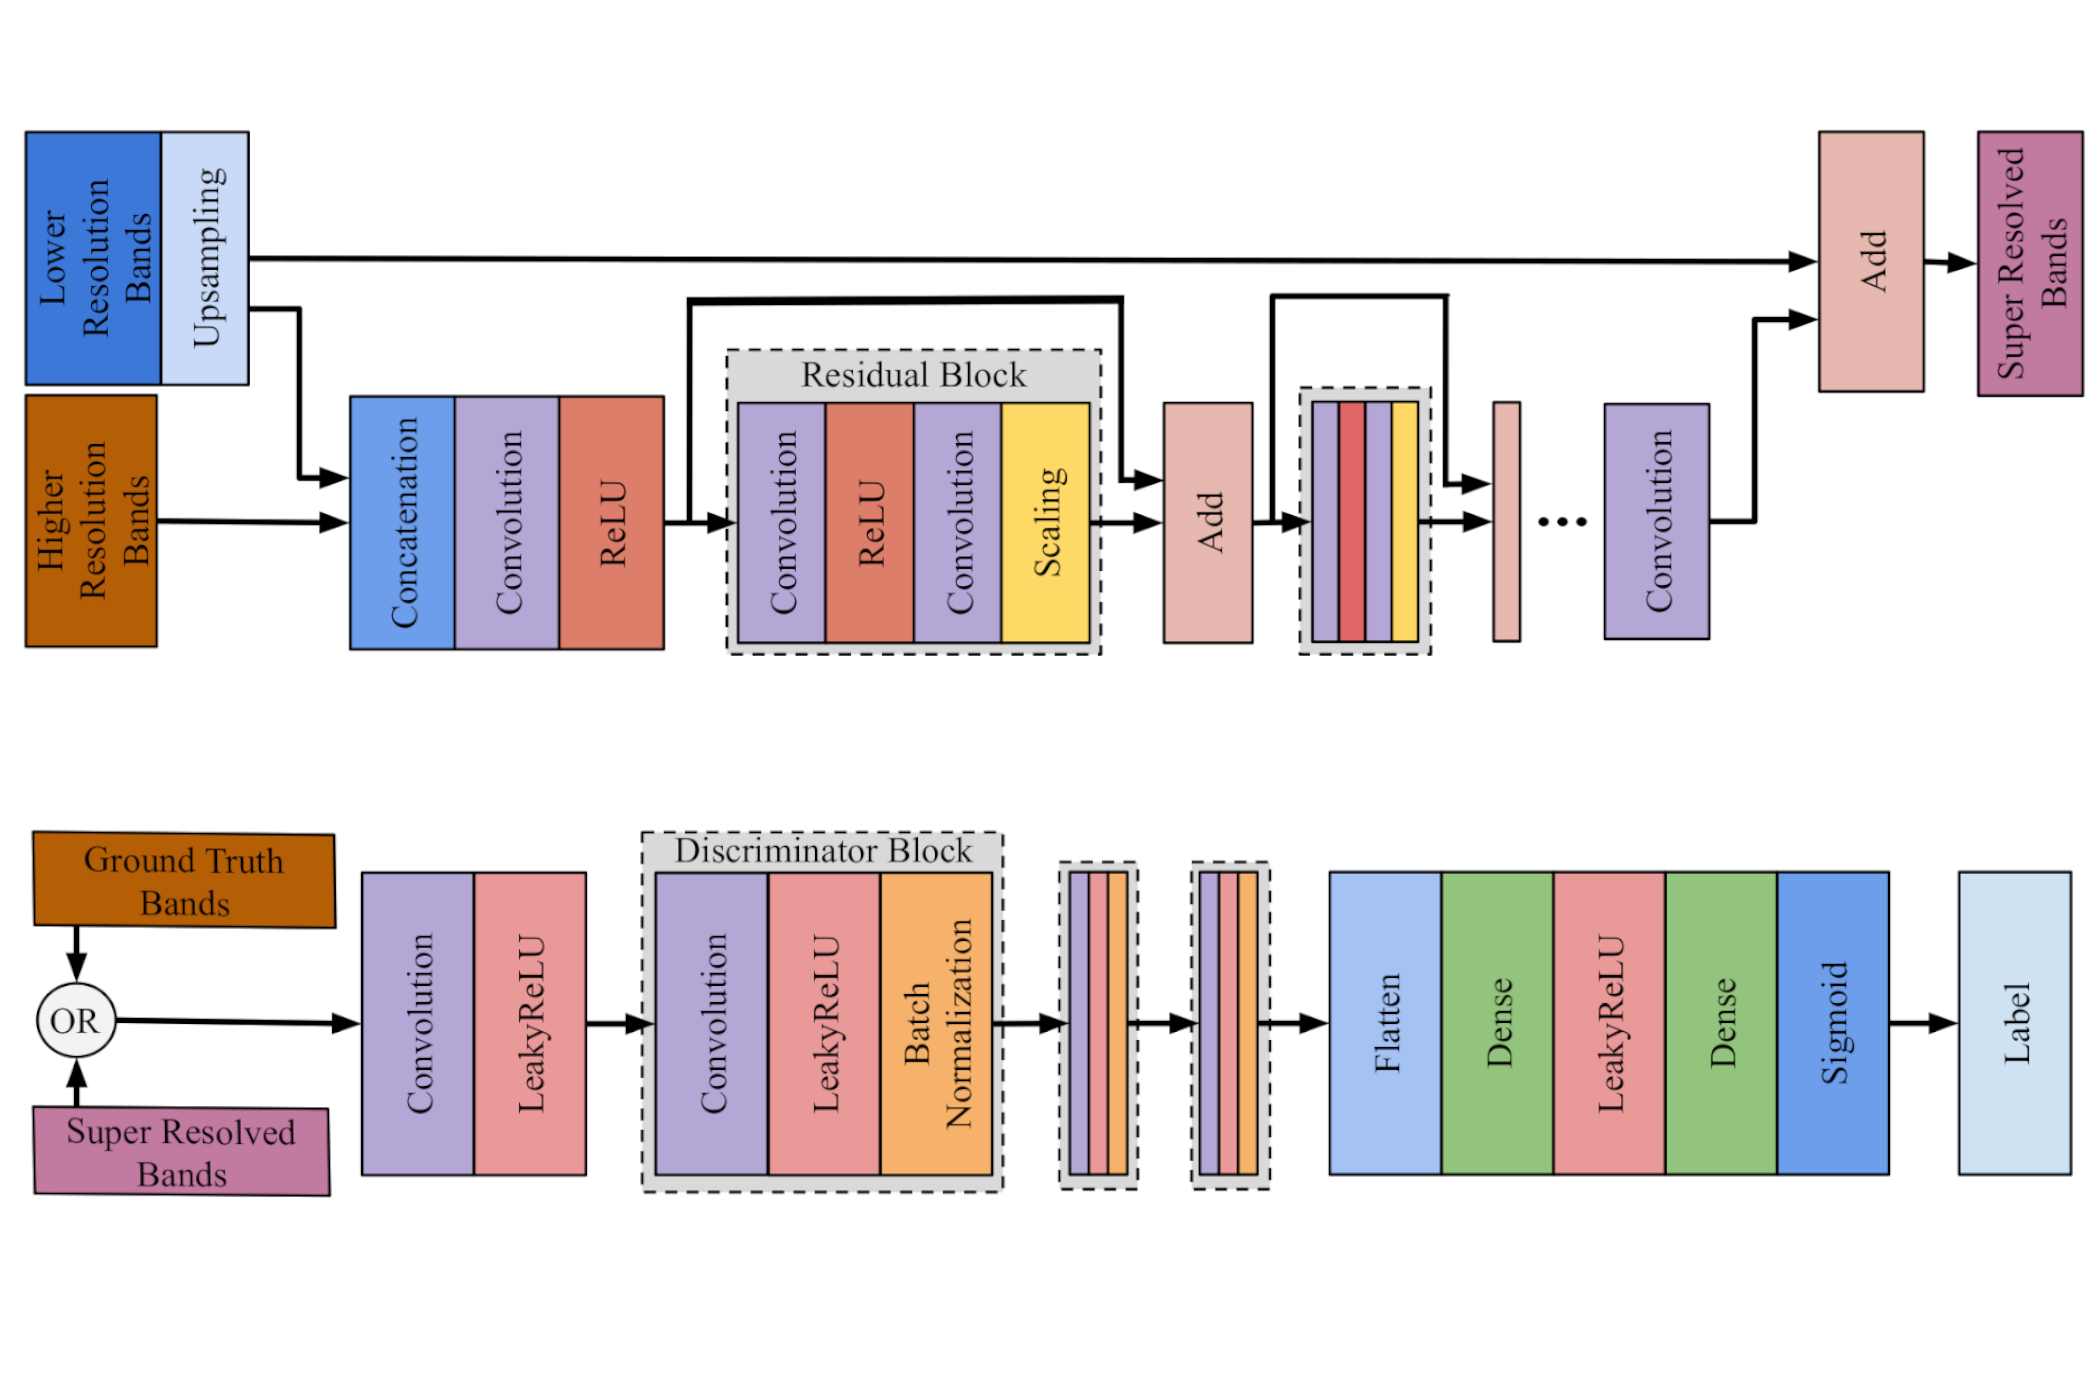 Lower
Resolution
Bands
Upsampling
Higher
Resolution
Bands
Concatenation
Convolution
ReLU
Residual Block
Convolution
ReLU
Convolution
Scaling
Add
Convolution
Add
Super Resolved
Bands
Ground Truth
Bands
OR
Super Resolved
Bands
Convolution
LeakyReLU
Discriminator Block
Convolution
LeakyReLU
Batch
Normalization
Flatten
Dense
LeakyReLU
Dense
Sigmoid
Label